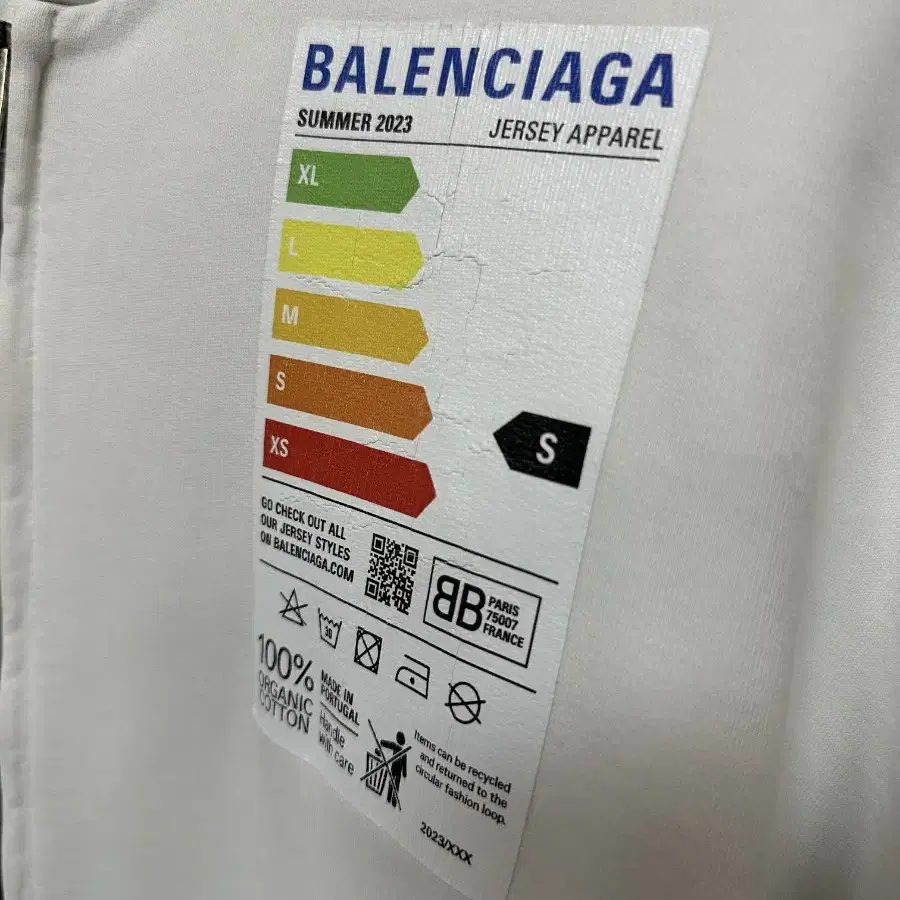 BALENCIAGA
SUMMER 2023 JERSEY APPAREL
XL
L
M
S
XS
S
GO CHECK OUT ALL
OUR JERSEY STYLES
ON BALENCIAGA.COM
BB
PARIS
75007
FRANCE
30
100%
ORGANIC
COTTON
MADE IN
PORTUGAL
Handle
with care
Items can be recycled
and returned to the
circular fashion loop.
2023/XXX